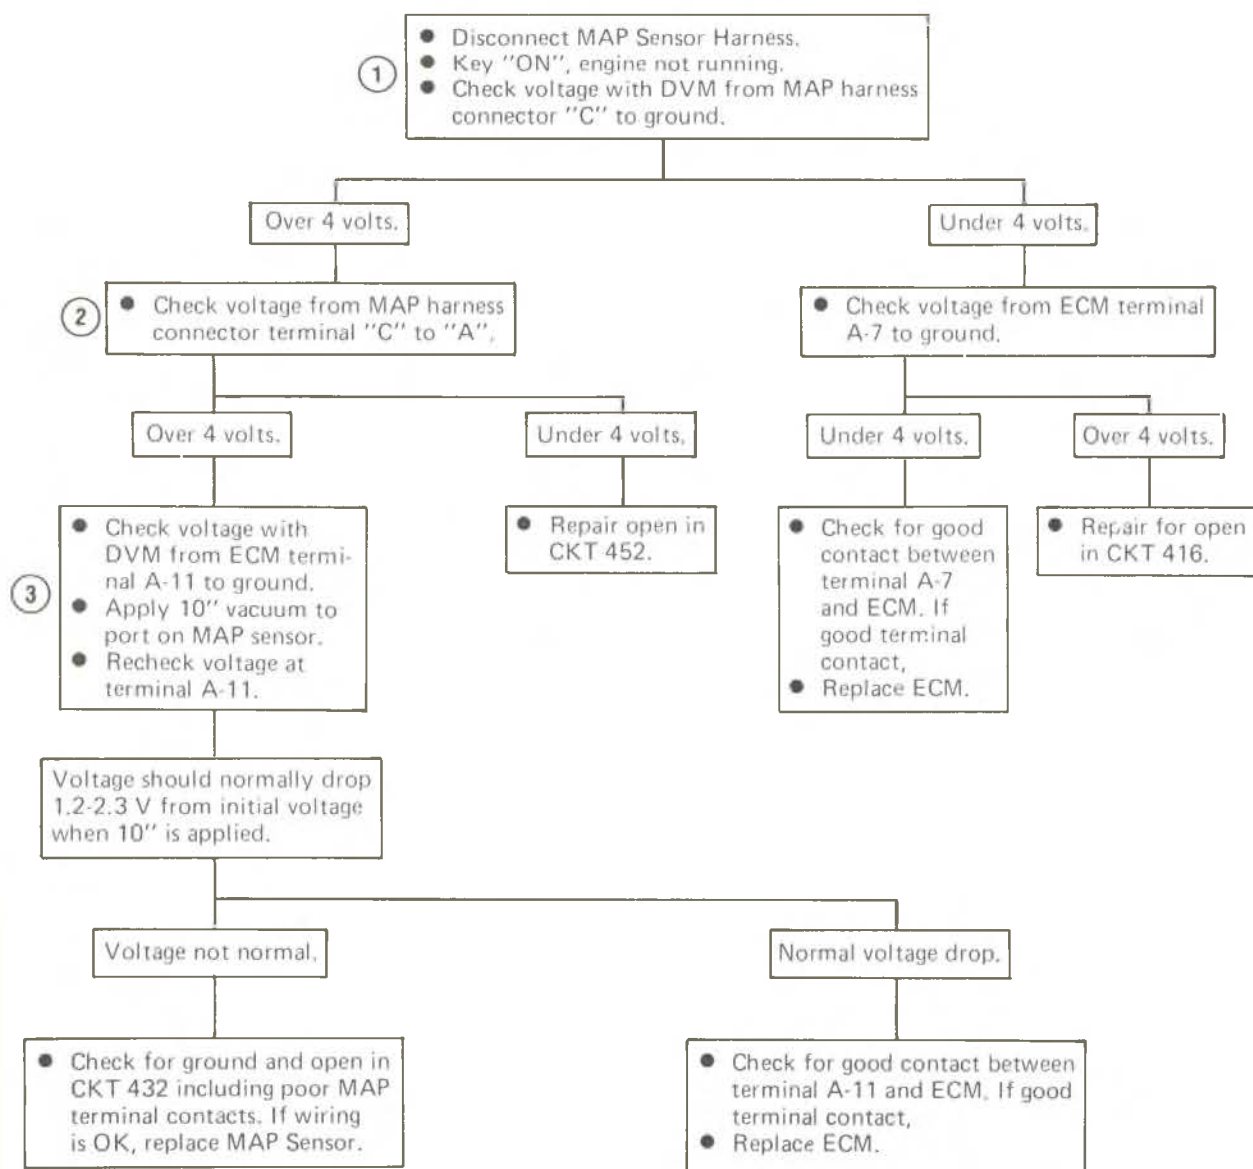 1
● Disconnect MAP Sensor Harness.
● Key "ON", engine not running.
● Check voltage with DVM from MAP harness
connector "C" to ground.
Over 4 volts.
Under 4 volts.
2
● Check voltage from MAP harness
connector terminal "C" to "A".
● Check voltage from ECM terminal
A-7 to ground.
Over 4 volts.
Under 4 volts.
Under 4 volts.
Over 4 volts.
3
● Check voltage with
DVM from ECM termi-
nal A-11 to ground.
● Apply 10" vacuum to
port on MAP sensor.
● Recheck voltage at
terminal A-11.
● Repair open in
CKT 452.
● Check for good
contact between
terminal A-7
and ECM. If
good terminal
contact,
● Replace ECM.
● Repair for open
in CKT 416.
Voltage should normally drop
1.2-2.3 V from initial voltage
when 10" is applied.
Voltage not normal.
Normal voltage drop.
● Check for ground and open in
CKT 432 including poor MAP
terminal contacts. If wiring
is OK, replace MAP Sensor.
● Check for good contact between
terminal A-11 and ECM. If good
terminal contact,
● Replace ECM.